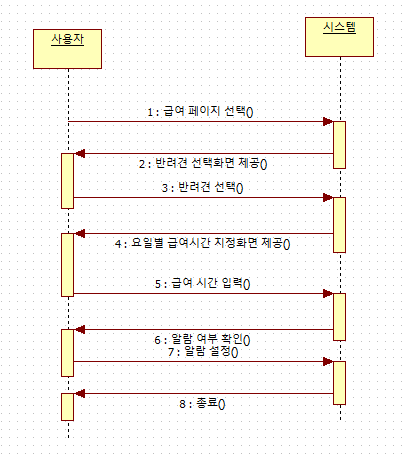 사용자
시스템
1 : 급여 페이지 선택()
2 : 반려견 선택화면 제공()
3 : 반려견 선택()
4 : 요일별 급여시간 지정화면 제공()
5 : 급여 시간 입력()
6 : 알람 여부 확인()
7 : 알람 설정()
8 : 종료()